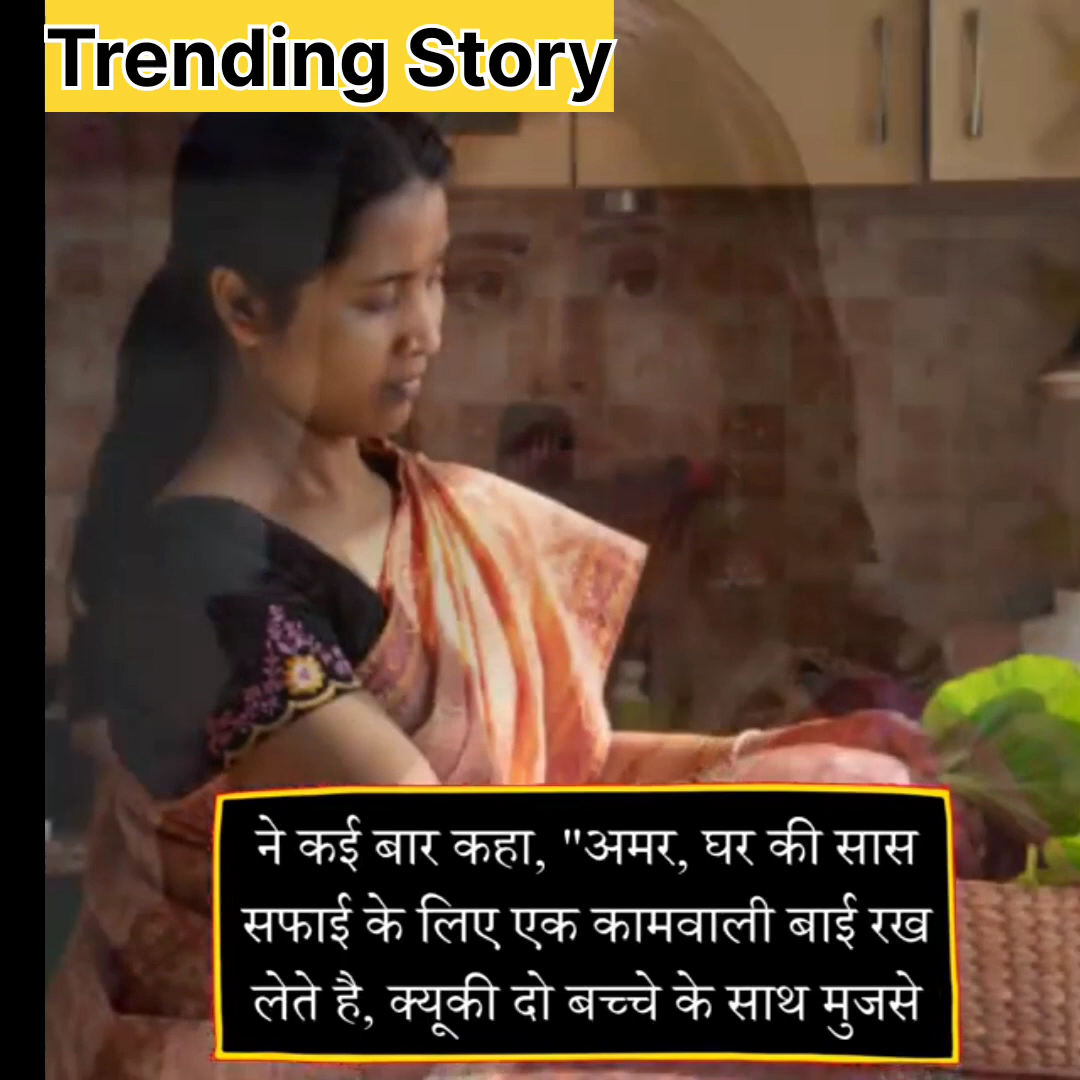 Trending Story
ने कई बार कहा, "अमर, घर की सास
सफाई के लिए एक कामवाली बाई रख
लेते है, क्यूकी दो बच्चे के साथ मुजसे